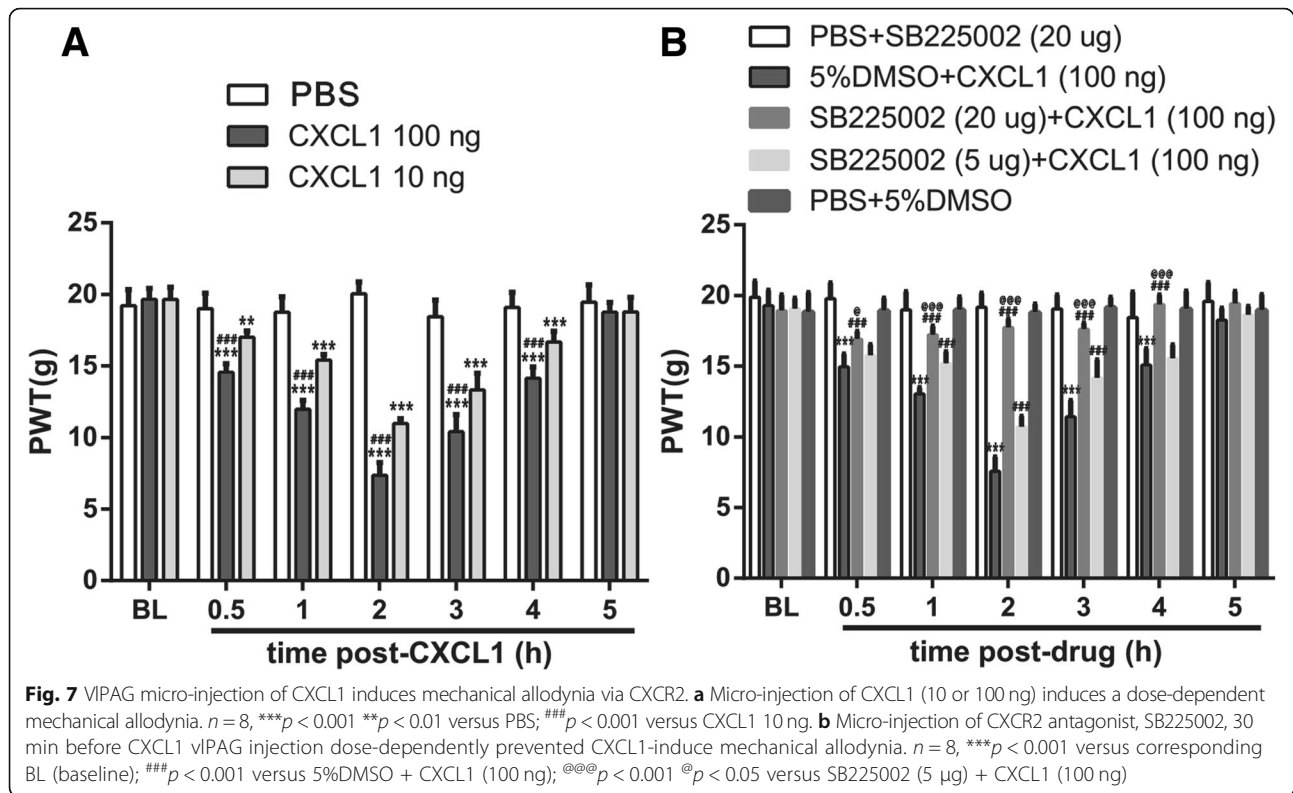 A
PBS
CXCL1 100 ng
CXCL1 10 ng
PWT(g)
25
20
15
10
5
0
###
***
**
###
***
***
###
***
***
###
***
***
###
***
***
BL 0.5 1 2 3 4 5
time post-CXCL1 (h)
B
PBS+SB225002 (20 ug)
5%DMSO+CXCL1 (100 ng)
SB225002 (20 ug)+CXCL1 (100 ng)
SB225002 (5 ug)+CXCL1 (100 ng)
PBS+5%DMSO
PWT(g)
25
20
15
10
5
0
***
@
###
***
@@@
###
###
***
@@@
###
###
***
@@@
###
###
***
@@@
###
BL 0.5 1 2 3 4 5
time post-drug (h)
Fig. 7 VlPAG micro-injection of CXCL1 induces mechanical allodynia via CXCR2. a Micro-injection of CXCL1 (10 or 100 ng) induces a dose-dependent
mechanical allodynia. n = 8, ***p < 0.001 **p < 0.01 versus PBS; ###p < 0.001 versus CXCL1 10 ng. b Micro-injection of CXCR2 antagonist, SB225002, 30
min before CXCL1 vlPAG injection dose-dependently prevented CXCL1-induce mechanical allodynia. n = 8, ***p < 0.001 versus corresponding
BL (baseline); ###p < 0.001 versus 5%DMSO + CXCL1 (100 ng); @@@p < 0.001 @p < 0.05 versus SB225002 (5 μg) + CXCL1 (100 ng)